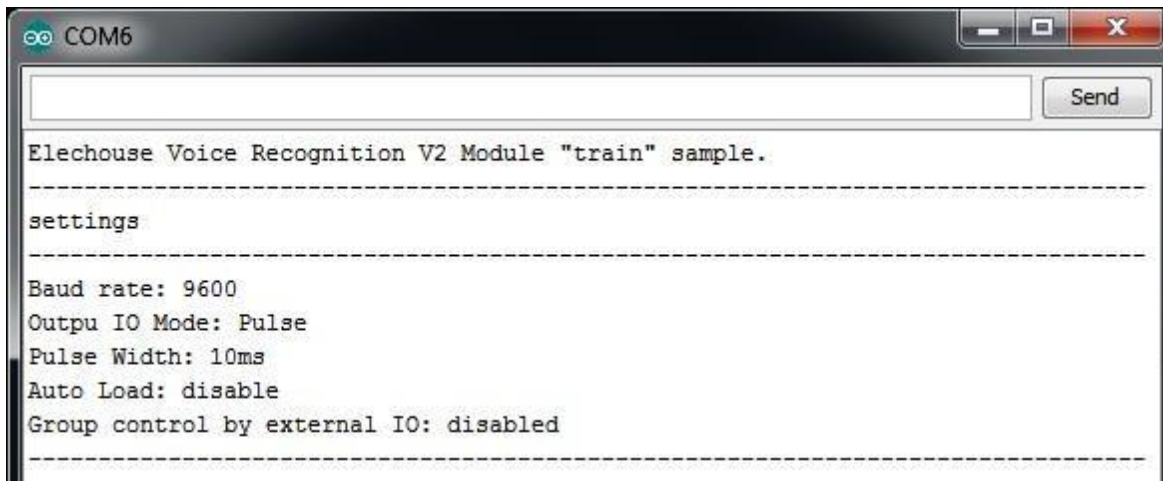 COM6
Send
Elechouse Voice Recognition V2 Module "train" sample.
--------------------------------------------------------------------------------
settings
--------------------------------------------------------------------------------
Baud rate: 9600
Outpu IO Mode: Pulse
Pulse Width: 10ms
Auto Load: disable
Group control by external IO: disabled
--------------------------------------------------------------------------------